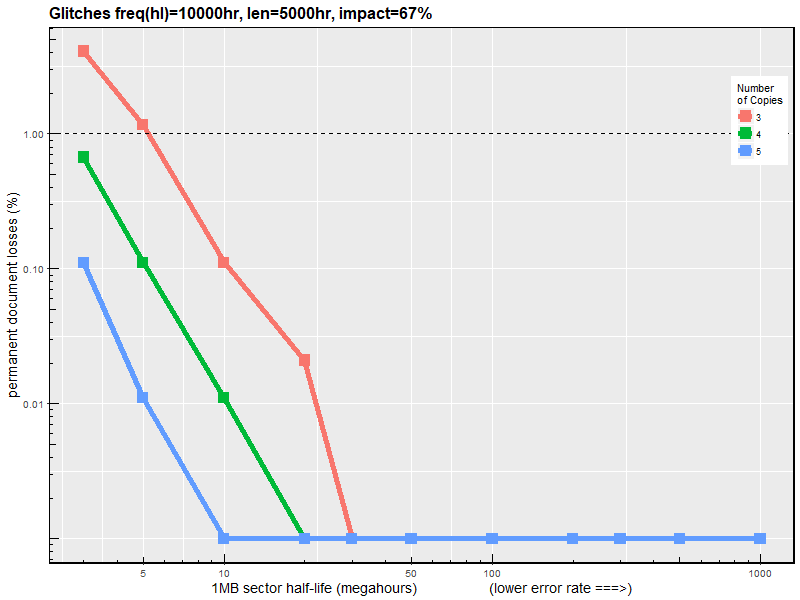 Glitches freq(hl)=10000hr, len=5000hr, impact=67%
permanent document losses (%)
1.00
0.10
0.01
Number
of Copies
3
4
5
5 10 50 100 1000
1MB sector half-life (megahours) (lower error rate ===>)